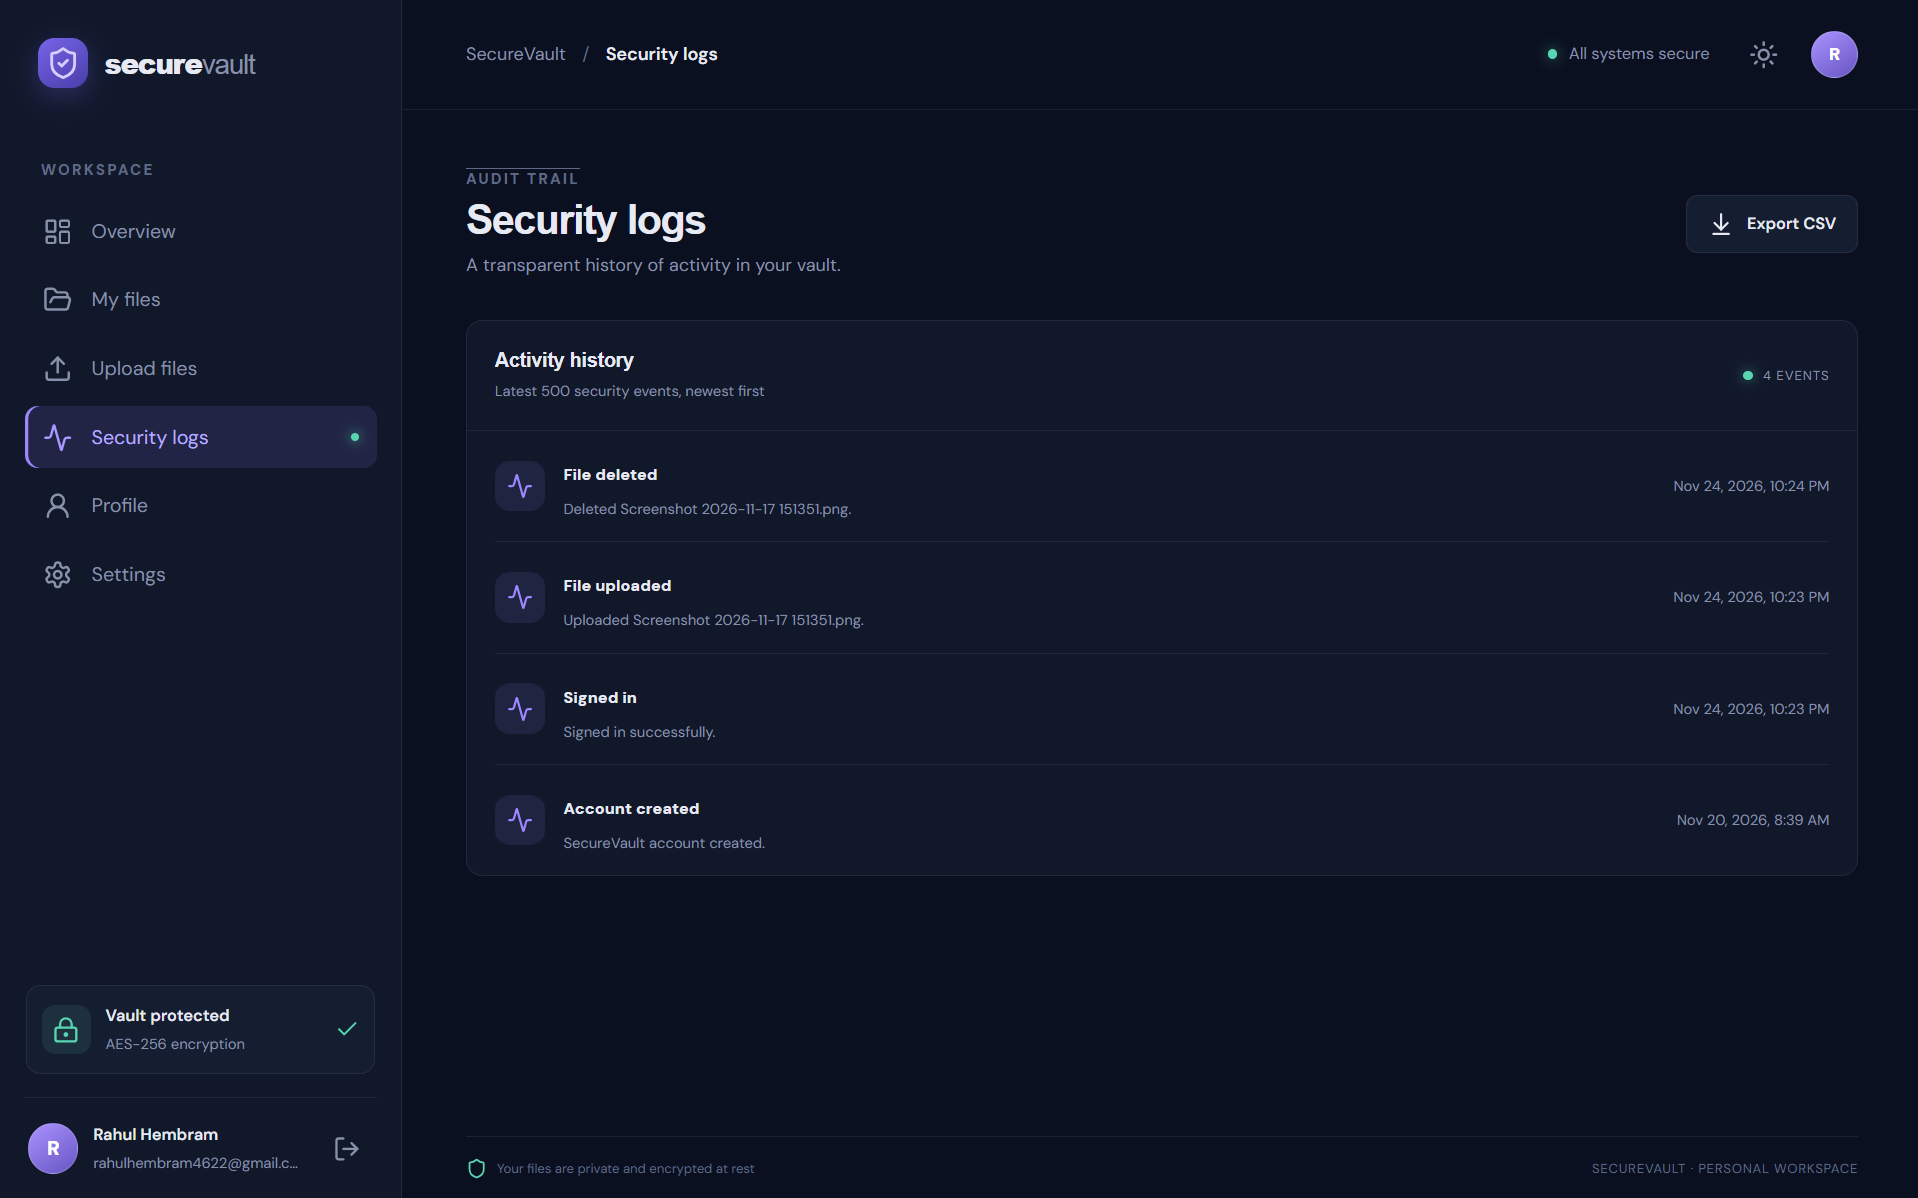 securevault
WORKSPACE
Overview
My files
Upload files
Security logs
Profile
Settings
Vault protected
AES-256 encryption
R
Rahul Hembram
rahulhembram4622@gmail.c...
SecureVault / Security logs
All systems secure
R
AUDIT TRAIL
Security logs
A transparent history of activity in your vault.
Export CSV
Activity history
Latest 500 security events, newest first
4 EVENTS
File deleted
Deleted Screenshot 2026-11-17 151351.png.
Nov 24, 2026, 10:24 PM
File uploaded
Uploaded Screenshot 2026-11-17 151351.png.
Nov 24, 2026, 10:23 PM
Signed in
Signed in successfully.
Nov 24, 2026, 10:23 PM
Account created
SecureVault account created.
Nov 20, 2026, 8:39 AM
Your files are private and encrypted at rest
SECUREVAULT · PERSONAL WORKSPACE